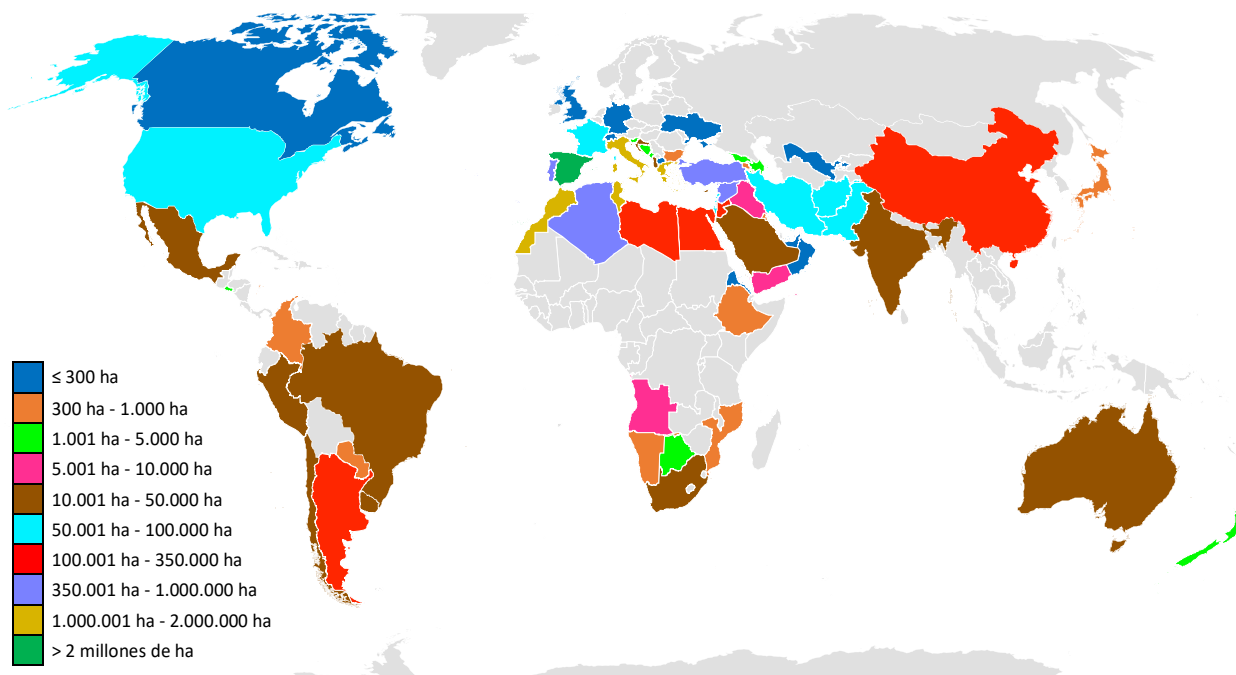 ≤ 300 ha
300 ha - 1.000 ha
1.001 ha - 5.000 ha
5.001 ha - 10.000 ha
10.001 ha - 50.000 ha
50.001 ha - 100.000 ha
100.001 ha - 350.000 ha
350.001 ha - 1.000.000 ha
1.000.001 ha - 2.000.000 ha
> 2 millones de ha